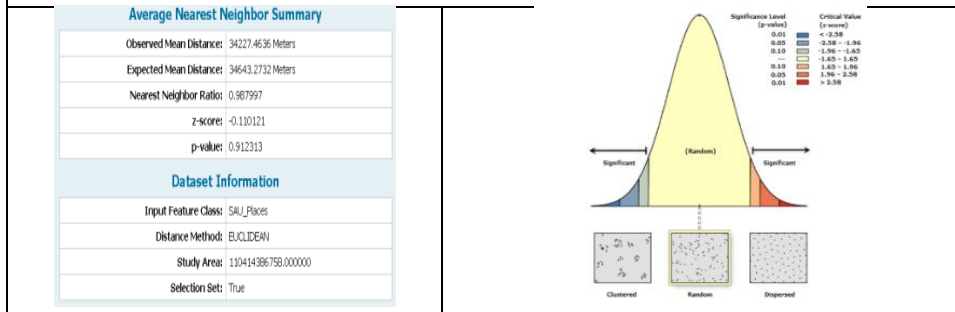 Average Nearest Neighbor Summary
Observed Mean Distance: 34227.4636 Meters
Expected Mean Distance: 34643.2732 Meters
Nearest Neighbor Ratio: 0.987997
z-score: -0.110121
p-value: 0.912313
Dataset Information
Input Feature Class: SAU_Places
Distance Method: EUCLIDEAN
Study Area: 110414386758.000000
Selection Set: True
Significance Level (p-value) Critical Value (z-score)
0.01 < -2.58
0.05 -2.58 - -1.96
0.10 -1.96 - -1.65
— -1.65 - 1.65
0.10 1.65 - 1.96
0.05 1.96 - 2.58
0.01 > 2.58
Significant (Random) Significant
Clustered Random Dispersed